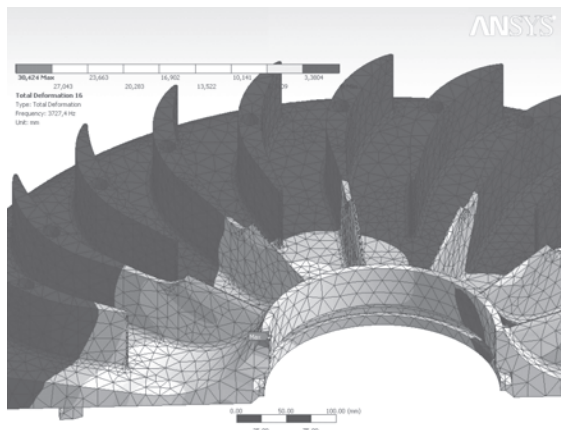 ANSYS
30,424 Max
23,663
16,902
10,141
3,3804
27,043
20,283
13,522
Total Deformation 16
Type: Total Deformation
Frequency: 3727,4 Hz
Unit: mm
0.00
50.00
100.00 (mm)